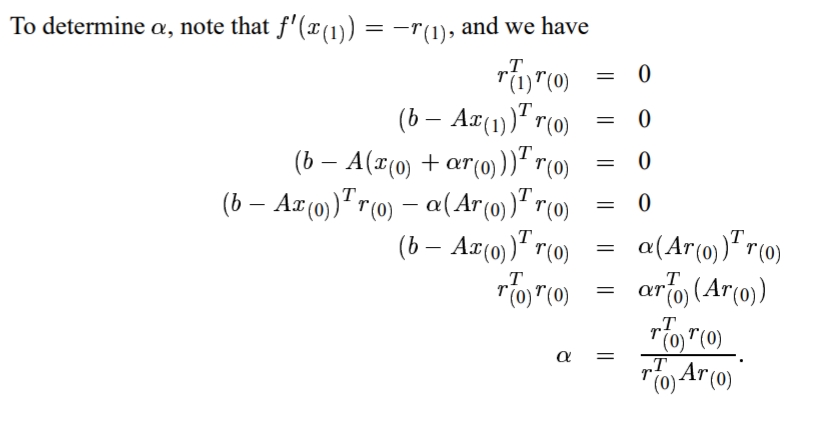 To determine α, note that f′(x₍₁₎) = −r₍₁₎, and we have
r₍₁₎ᵀ r₍₀₎ = 0
(b − Ax₍₁₎)ᵀ r₍₀₎ = 0
(b − A(x₍₀₎ + αr₍₀₎))ᵀ r₍₀₎ = 0
(b − Ax₍₀₎)ᵀ r₍₀₎ − α(Ar₍₀₎)ᵀ r₍₀₎ = 0
(b − Ax₍₀₎)ᵀ r₍₀₎ = α(Ar₍₀₎)ᵀ r₍₀₎
r₍₀₎ᵀ r₍₀₎ = αr₍₀₎ᵀ (Ar₍₀₎)
α = \frac{r₍₀₎ᵀ r₍₀₎}{r₍₀₎ᵀ Ar₍₀₎}.